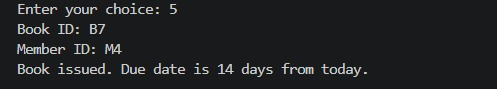 Enter your choice: 5
Book ID: B7
Member ID: M4
Book issued. Due date is 14 days from today.